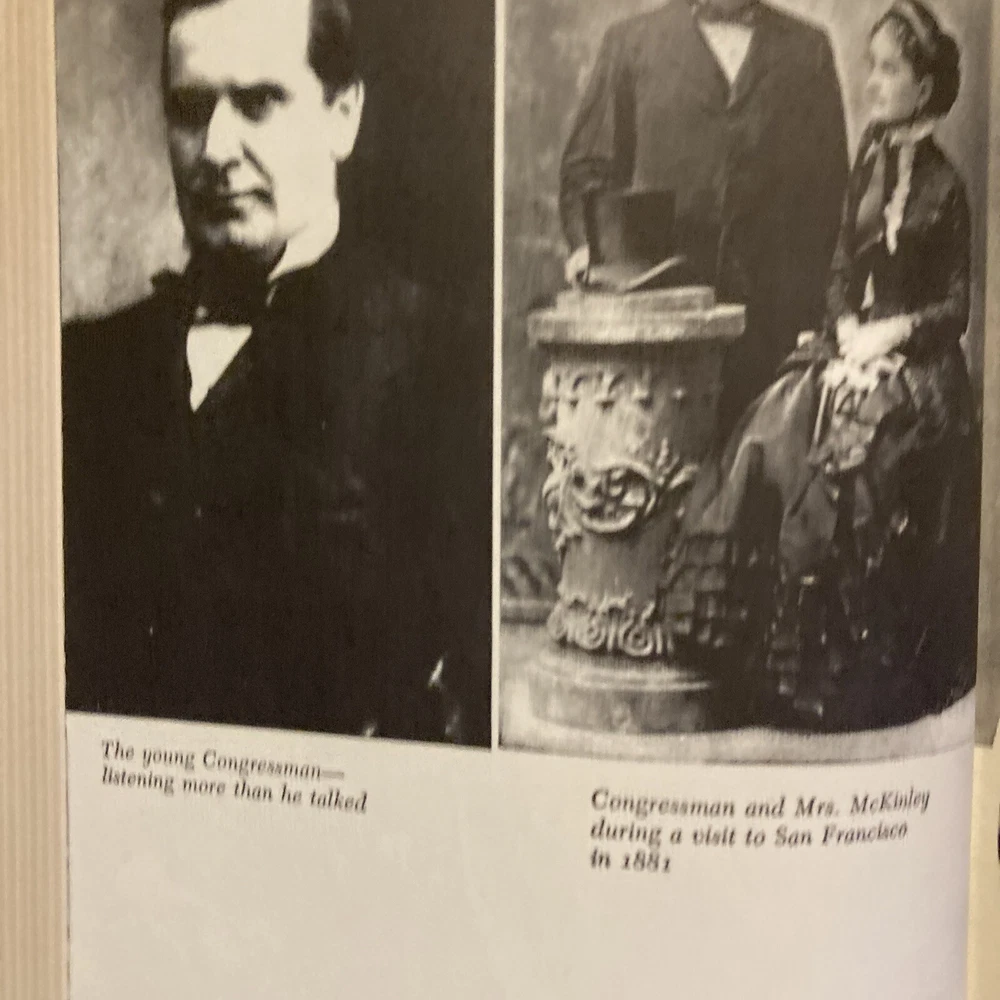 The young Congressman—
listening more than he talked
Congressman and Mrs. McKinley
during a visit to San Francisco
in 1881